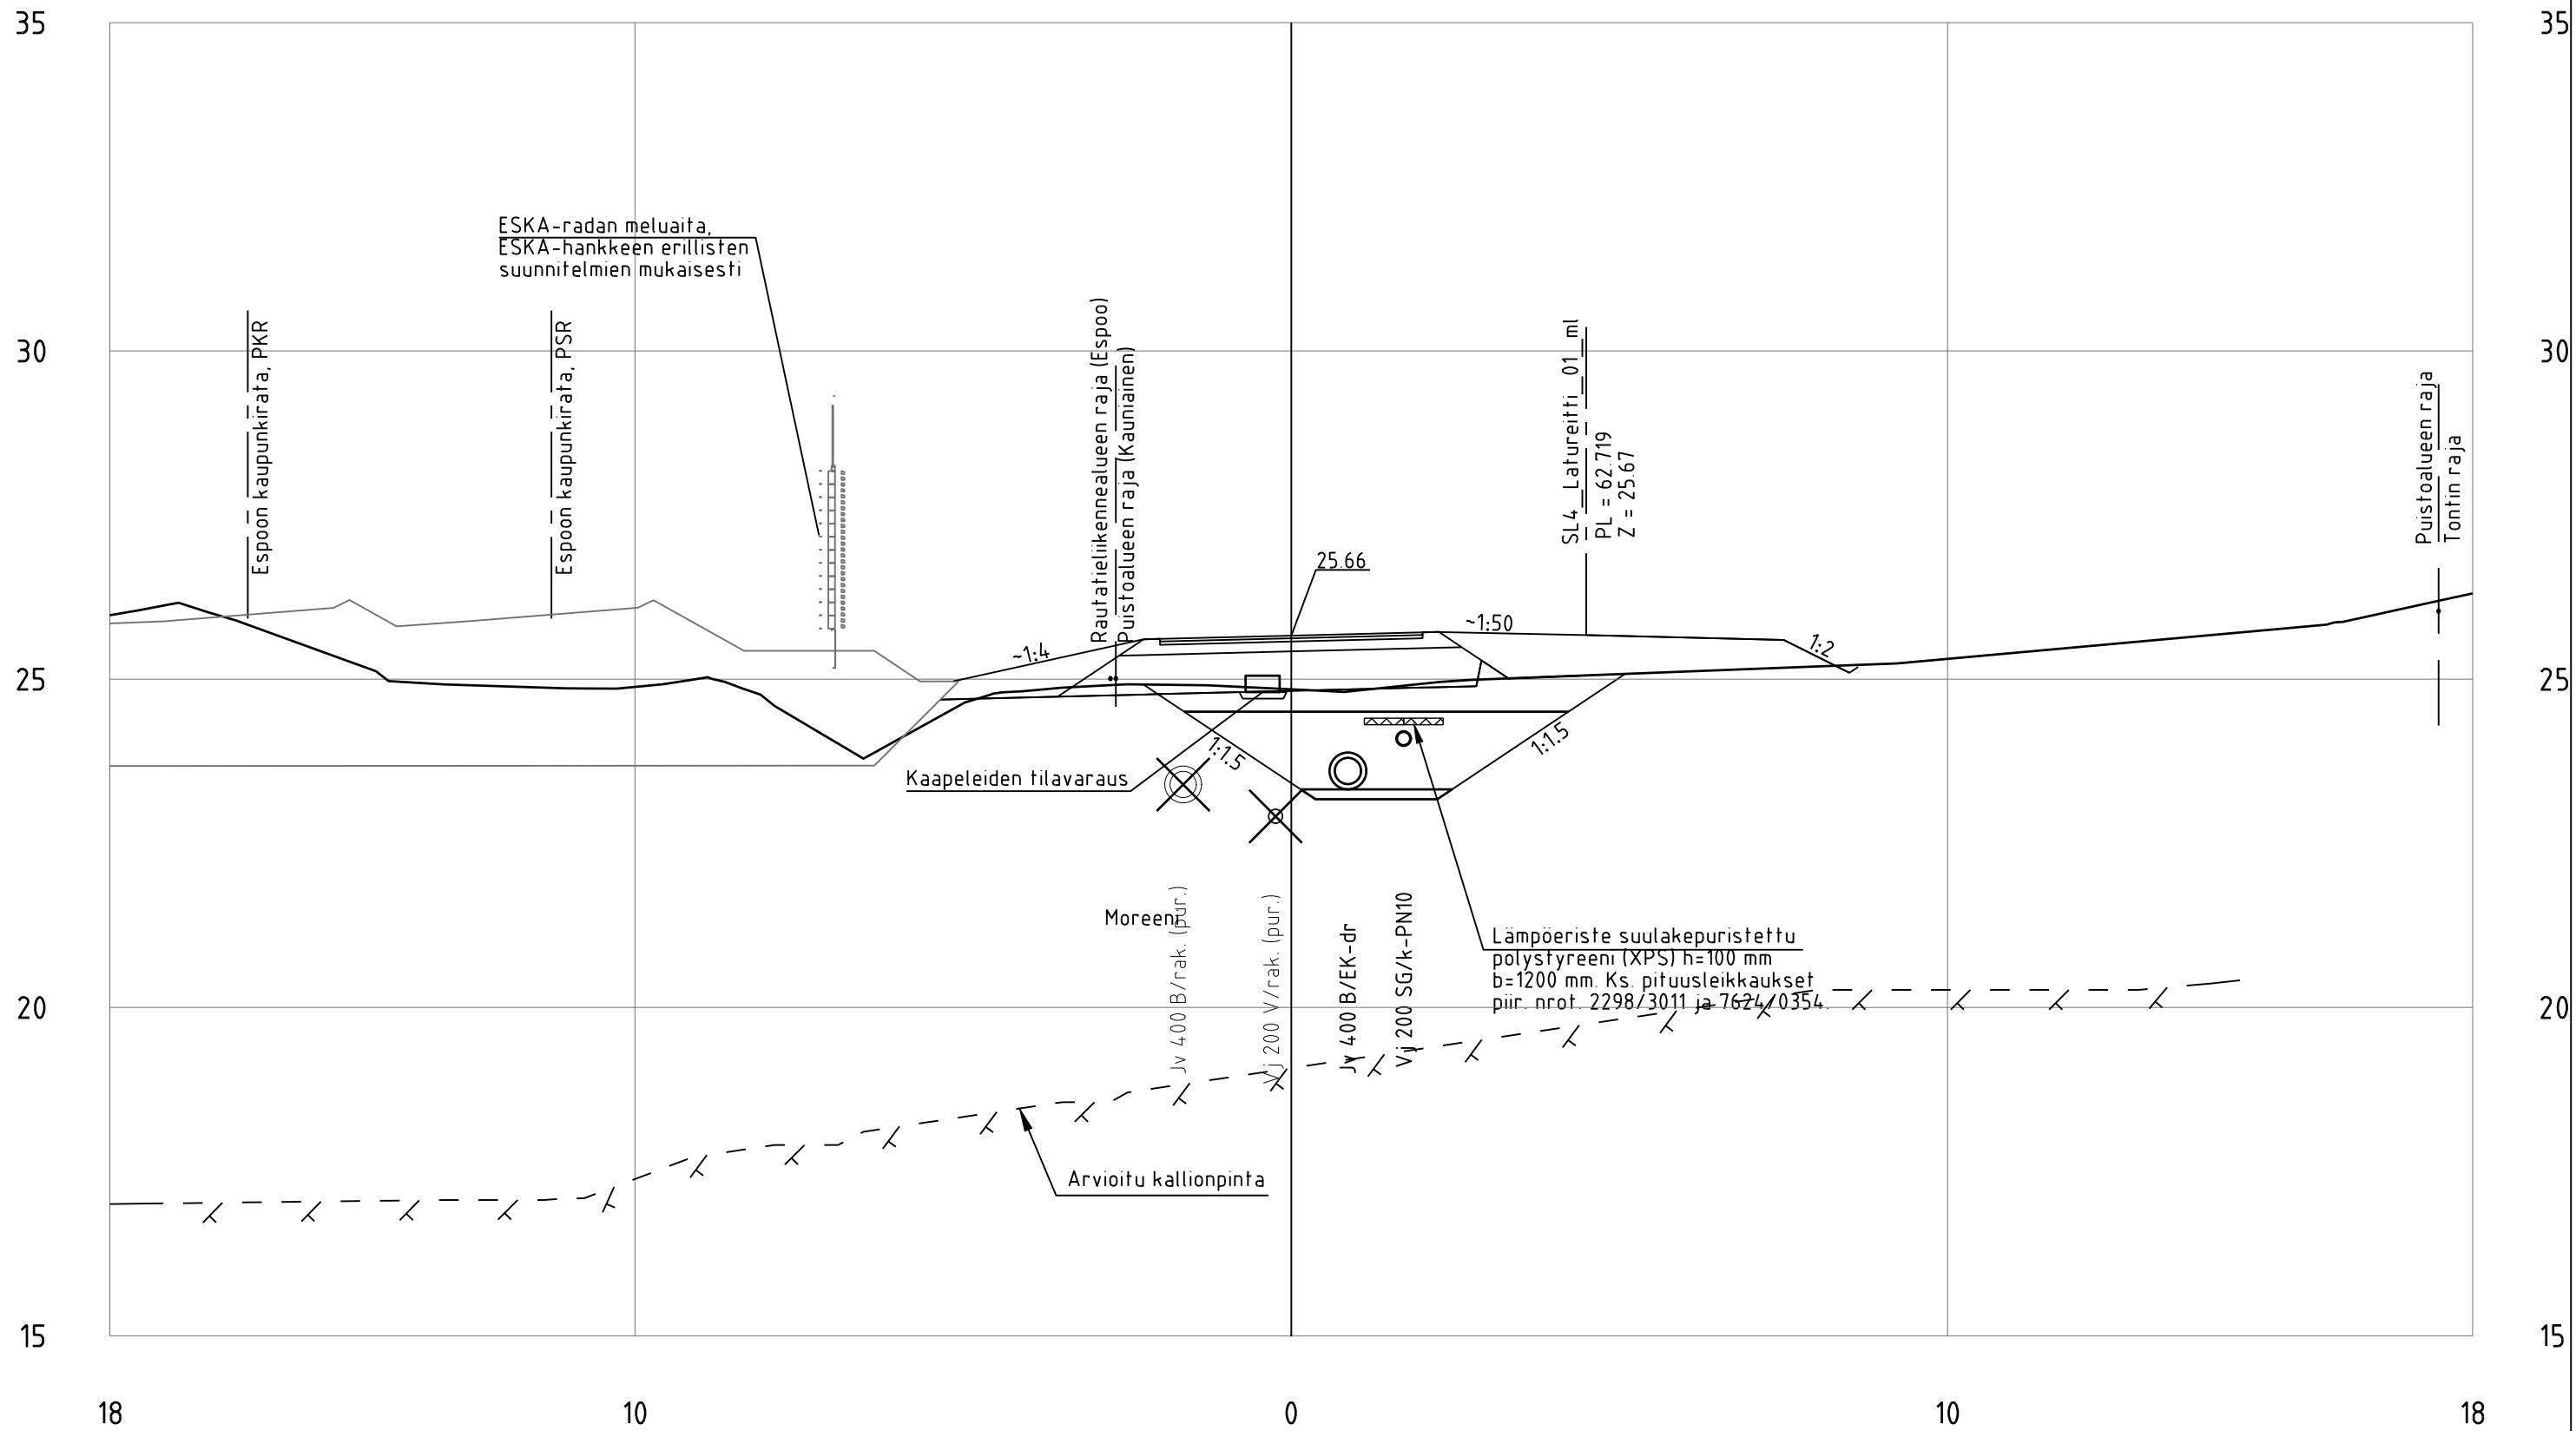 35
35
ESKA-radan meluaita,
ESKA-hankkeen erillisten
suunnitelmien mukaisesti
30
30
Espoon kaupunkirata, PKR
Espoon kaupunkirata, PSR
Rautatieliikennealueen raja (Espoo)
Puistoalueen raja (Kauniainen)
SL4_Latureitti_01_ml
PL = 62.719
Z = 25.67
Puistoalueen raja
Tontin raja
25.66
~1:50
~1:4
1:2
25
25
1:1.5
1:1.5
Kaapeleiden tilavaraus
Moreeni
Jv 400 B/rak. (pur.)
Vj 200 V/rak. (pur.)
Jv 400 B/EK-dr
Vj 200 SG/k-PN10
Lämpöeriste suulakepuristettu
polystyreeni (XPS) h=100 mm
b=1200 mm. Ks. pituusleikkaukset
piir. nrot. 2298/3011 ja 7624/0354.
20
20
Arvioitu kallionpinta
15
15
18
10
0
10
18